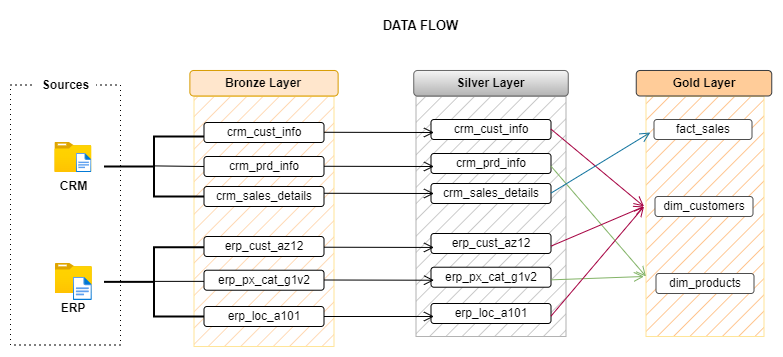 DATA FLOW
Sources
CRM
ERP
Bronze Layer
crm_cust_info
crm_prd_info
crm_sales_details
erp_cust_az12
erp_px_cat_g1v2
erp_loc_a101
Silver Layer
crm_cust_info
crm_prd_info
crm_sales_details
erp_cust_az12
erp_px_cat_g1v2
erp_loc_a101
Gold Layer
fact_sales
dim_customers
dim_products